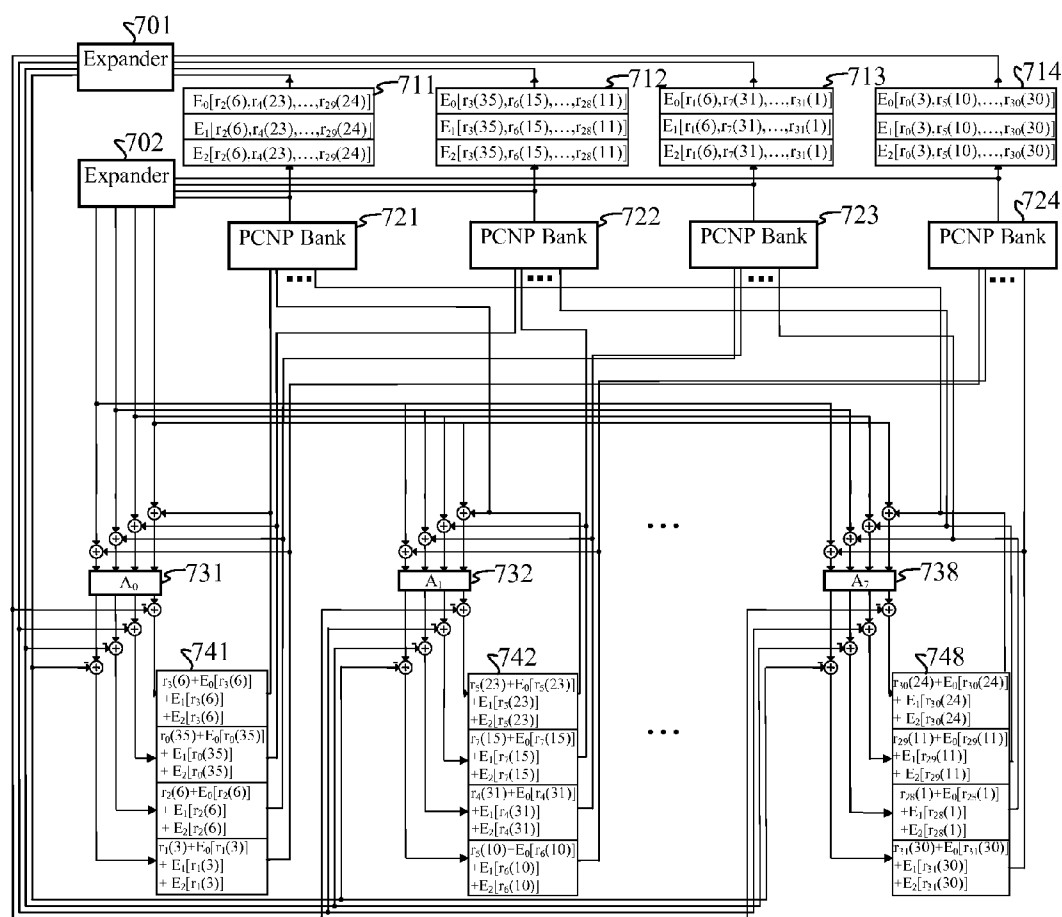 701
Expander
711
E₀[r₂(6),r₄(23),…,r₂₉(24)]
E₁[r₂(6),r₄(23),…,r₂₉(24)]
E₂[r₂(6),r₄(23),…,r₂₉(24)]
712
E₀[r₃(35),r₆(15),…,r₂₈(11)]
E₁[r₃(35),r₆(15),…,r₂₈(11)]
E₂[r₃(35),r₆(15),…,r₂₈(11)]
713
E₀[r₁(6),r₇(31),…,r₃₁(1)]
E₁[r₁(6),r₇(31),…,r₃₁(1)]
E₂[r₁(6),r₇(31),…,r₃₁(1)]
714
E₀[r₀(3),r₅(10),…,r₃₀(30)]
E₁[r₀(3),r₅(10),…,r₃₀(30)]
E₂[r₀(3),r₅(10),…,r₃₀(30)]
702
Expander
721
PCNP Bank
722
PCNP Bank
723
PCNP Bank
724
PCNP Bank
731
A₀
732
A₁
738
A₇
741
r₃(6)+E₀[r₃(6)]
+E₁[r₃(6)]
+E₂[r₃(6)]
r₀(35)+E₀[r₀(35)]
+ E₁[r₀(35)]
+ E₂[r₀(35)]
r₂(6)+E₀[r₂(6)]
+ E₁[r₂(6)]
+ E₂[r₂(6)]
r₁(3)+E₀[r₁(3)]
+ E₁[r₁(3)]
+ E₂[r₁(3)]
742
r₅(23)+E₀[r₅(23)]
+E₁[r₅(23)]
+E₂[r₅(23)]
r₇(15)+E₀[r₇(15)]
+E₁[r₇(15)]
+E₂[r₇(15)]
r₄(31)+E₀[r₄(31)]
+E₁[r₄(31)]
+E₂[r₄(31)]
+E₁[r₆(10)]
+E₂[r₆(10)]
748
r₃₀(24)+E₀[r₃₀(24)]
+ E₁[r₃₀(24)]
+ E₂[r₃₀(24)]
r₂₉(11)+E₀[r₂₉(11)]
+E₁[r₂₉(11)]
+ E₂[r₂₉(11)]
+E₁[r₂₈(1)]
+E₂[r₂₈(1)]
r₃₁(30)+E₀[r₃₁(30)]
+E₁[r₃₁(30)]
+E₂[r₃₁(30)]